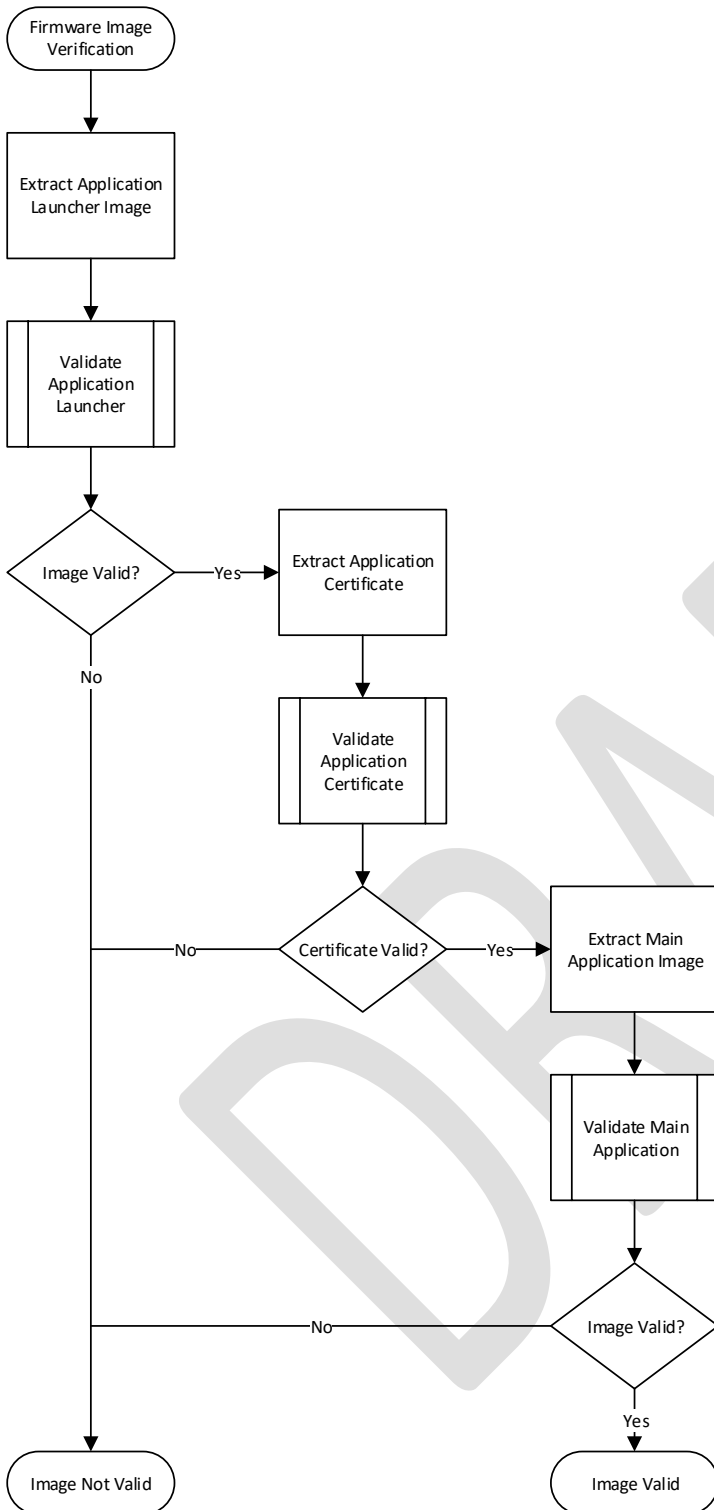 Firmware Image
Verification
Extract Application
Launcher Image
Validate
Application
Launcher
Image Valid?
Yes
Extract Application
Certificate
No
Validate
Application
Certificate
No
Certificate Valid?
Yes
Extract Main
Application Image
Validate Main
Application
No
Image Valid?
Yes
Image Not Valid
Image Valid